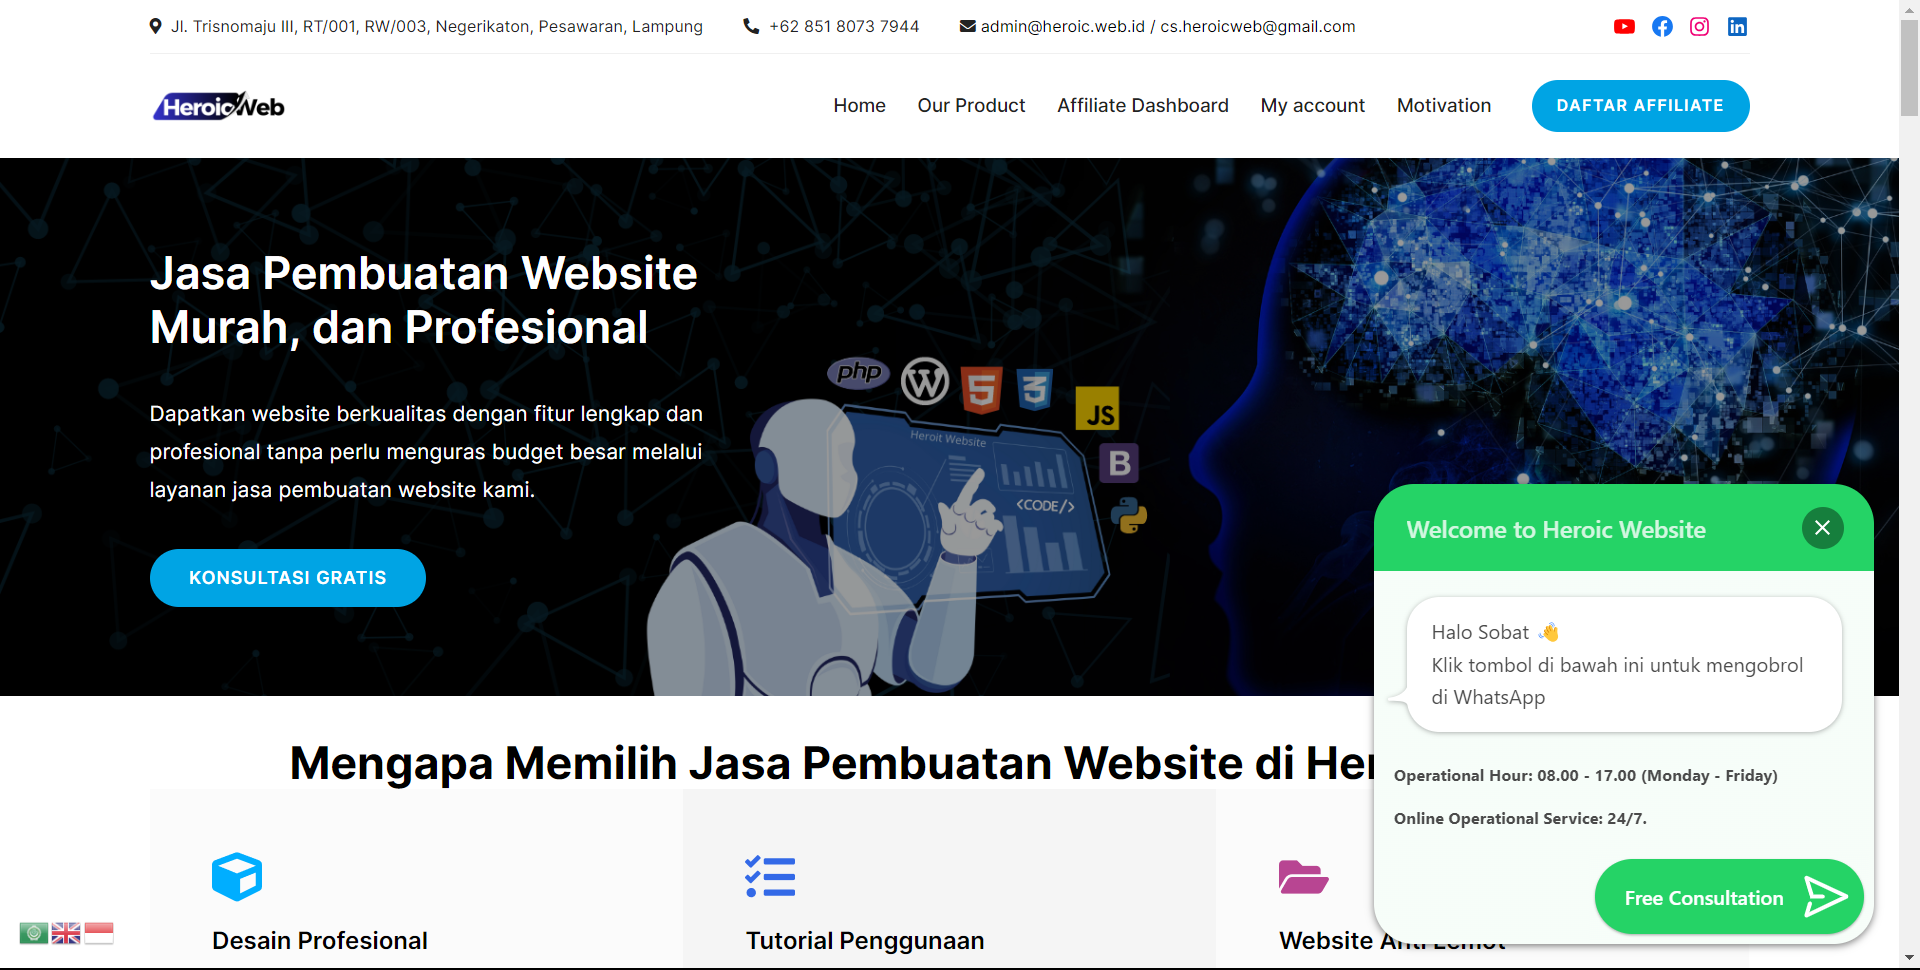 Jl. Trisnomaju III, RT/001, RW/003, Negerikaton, Pesawaran, Lampung
+62 851 8073 7944
admin@heroic.web.id / cs.heroicweb@gmail.com
HeroicWeb
Home
Our Product
Affiliate Dashboard
My account
Motivation
DAFTAR AFFILIATE
Jasa Pembuatan Website
Murah, dan Profesional
Dapatkan website berkualitas dengan fitur lengkap dan
profesional tanpa perlu menguras budget besar melalui
layanan jasa pembuatan website kami.
KONSULTASI GRATIS
php
W
5
3
JS
B
Heroit Website
<CODE/>
Welcome to Heroic Website
Halo Sobat 👋
Klik tombol di bawah ini untuk mengobrol
di WhatsApp
Operational Hour: 08.00 - 17.00 (Monday - Friday)
Online Operational Service: 24/7.
Free Consultation
Mengapa Memilih Jasa Pembuatan Website di
Desain Profesional
Tutorial Penggunaan
Website Anti Lemot